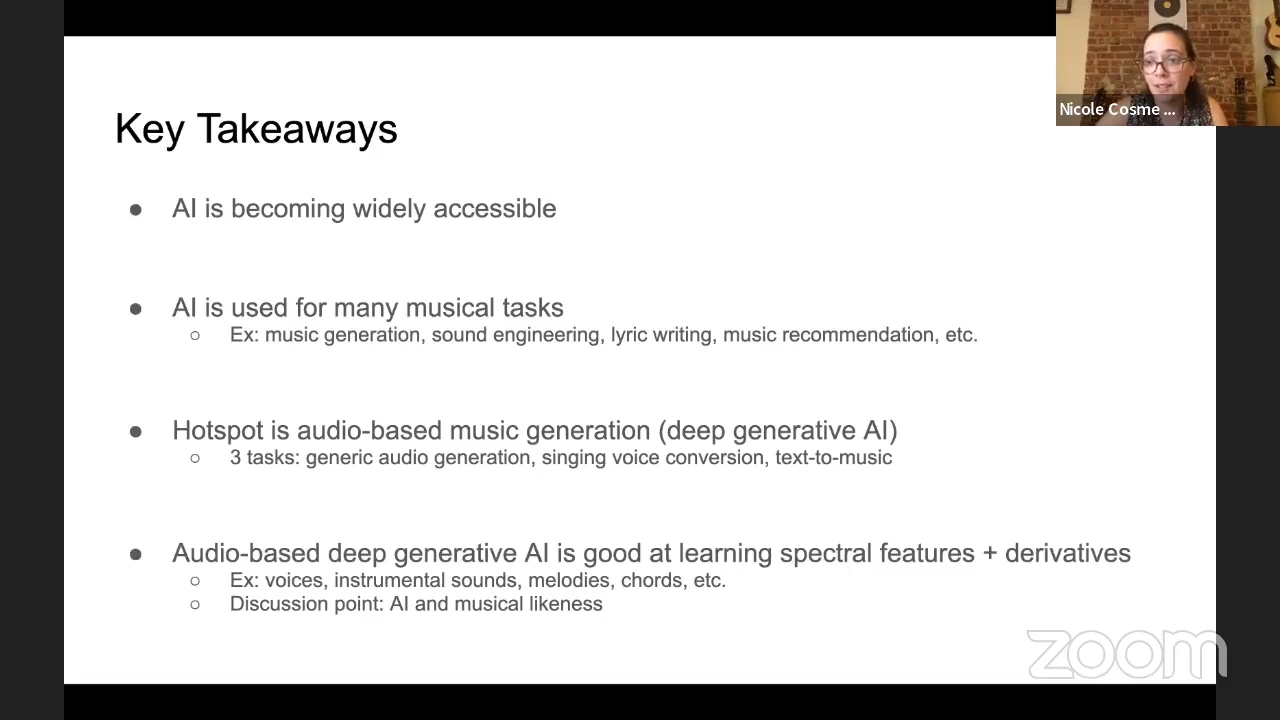 Nicole Cosme ...
Key Takeaways
● AI is becoming widely accessible
● AI is used for many musical tasks
○ Ex: music generation, sound engineering, lyric writing, music recommendation, etc.
● Hotspot is audio-based music generation (deep generative AI)
○ 3 tasks: generic audio generation, singing voice conversion, text-to-music
● Audio-based deep generative AI is good at learning spectral features + derivatives
○ Ex: voices, instrumental sounds, melodies, chords, etc.
○ Discussion point: AI and musical likeness
zoom